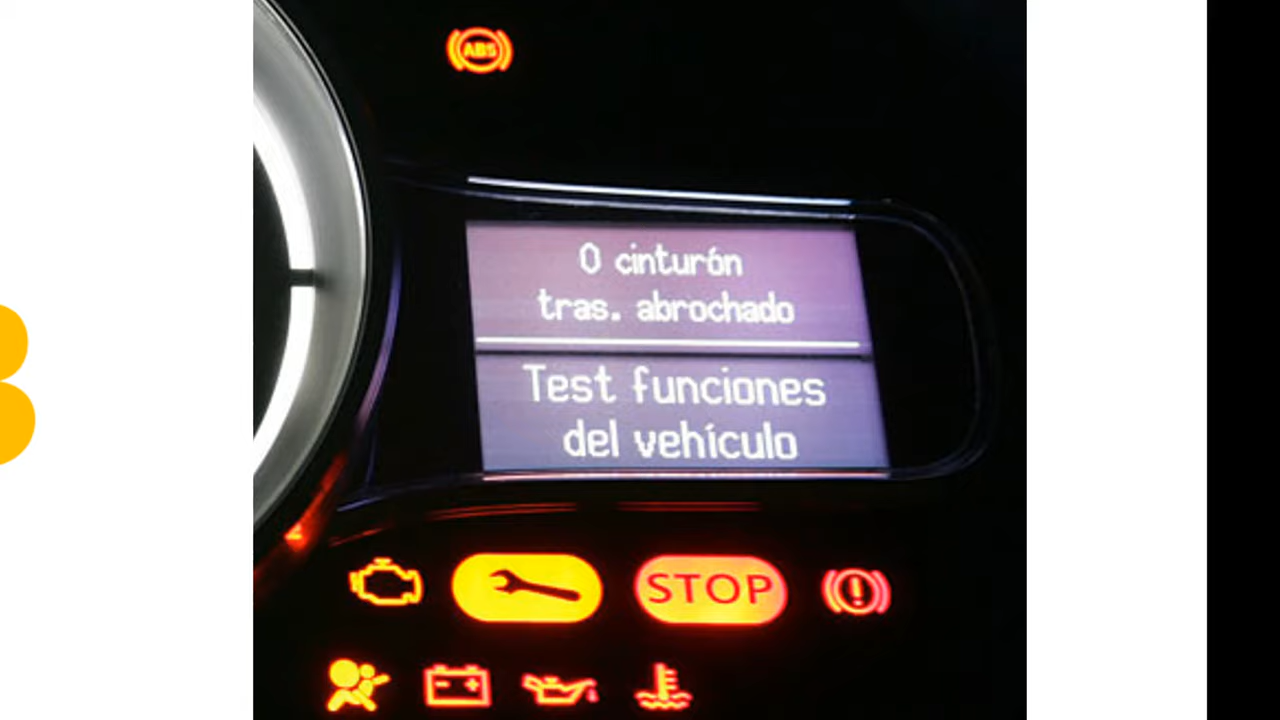 ABS
0 cinturón
tras. abrochado
Test funciones
del vehículo
STOP